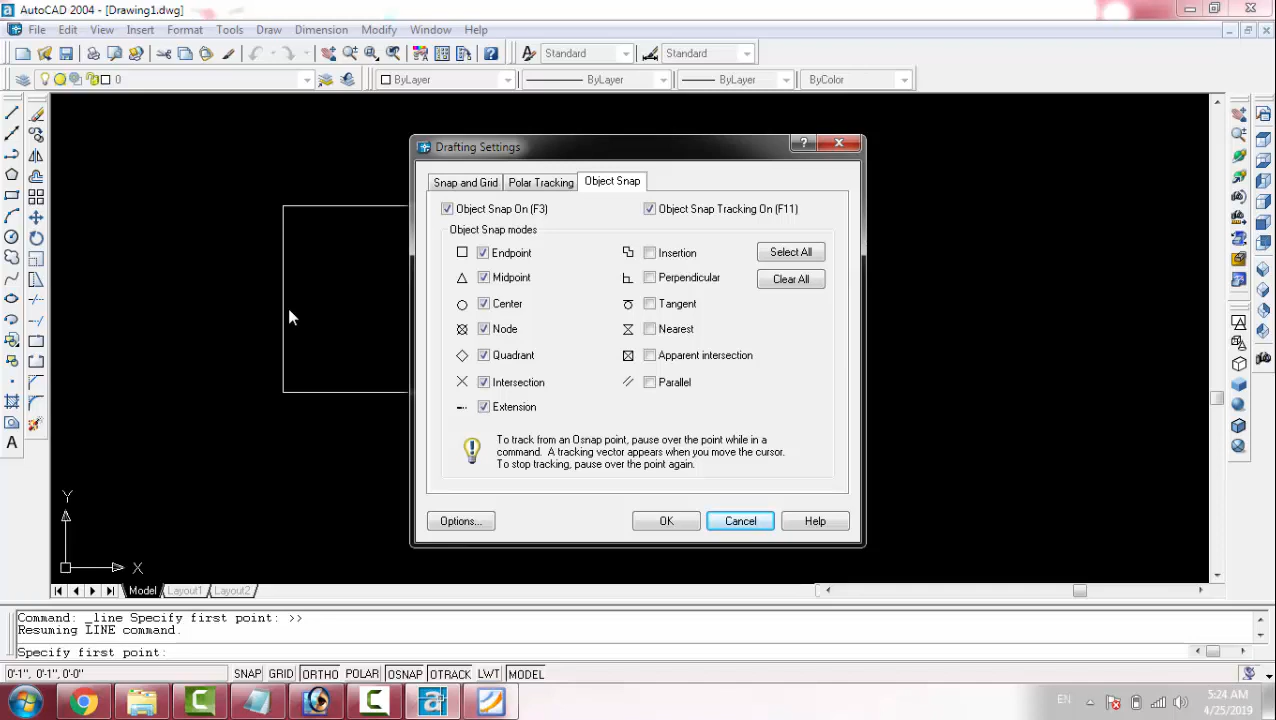 AutoCAD 2004 - [Drawing1.dwg]
File Edit View Insert Format Tools Draw Dimension Modify Window Help
Standard Standard
0 ByLayer ByLayer ByLayer ByColor
Drafting Settings
Snap and Grid Polar Tracking Object Snap
Object Snap On (F3) Object Snap Tracking On (F11)
Object Snap modes
Endpoint Insertion Select All
Midpoint Perpendicular Clear All
Center Tangent
Node Nearest
Quadrant Apparent intersection
Intersection Parallel
Extension
To track from an Osnap point, pause over the point while in a
command. A tracking vector appears when you move the cursor.
To stop tracking, pause over the point again.
Options... OK Cancel Help
Y
X
Model Layout1 Layout2
Command: _line Specify first point: >>
Resuming LINE command.
Specify first point:
0'-1", 0'-1", 0'-0" SNAP GRID ORTHO POLAR OSNAP OTRACK LWT MODEL
EN 5:24 AM
4/25/2019